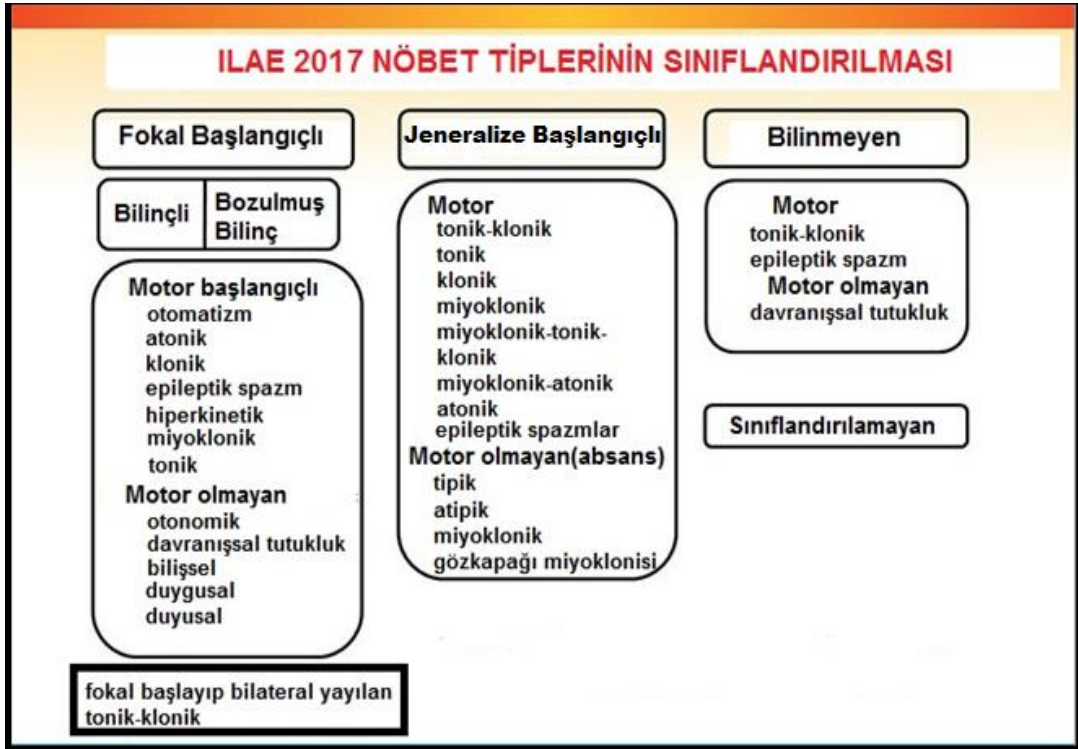 ILAE 2017 NÖBET TİPLERİNİN SINIFLANDIRILMASI
Fokal Başlangıçlı
Bilinçli
Bozulmuş
Bilinç
Motor başlangıçlı
otomatizm
atonik
klonik
epileptik spazm
hiperkinetik
miyoklonik
tonik
Motor olmayan
otonomik
davranışsal tutukluk
bilişsel
duygusal
duyusal
fokal başlayıp bilateral yayılan
tonik-klonik
Jeneralize Başlangıçlı
Motor
tonik-klonik
tonik
klonik
miyoklonik
miyoklonik-tonik-
klonik
miyoklonik-atonik
atonik
epileptik spazmlar
Motor olmayan(absans)
tipik
atipik
miyoklonik
gözkapağı miyoklonisi
Bilinmeyen
Motor
tonik-klonik
epileptik spazm
Motor olmayan
davranışsal tutukluk
Sınıflandırılamayan